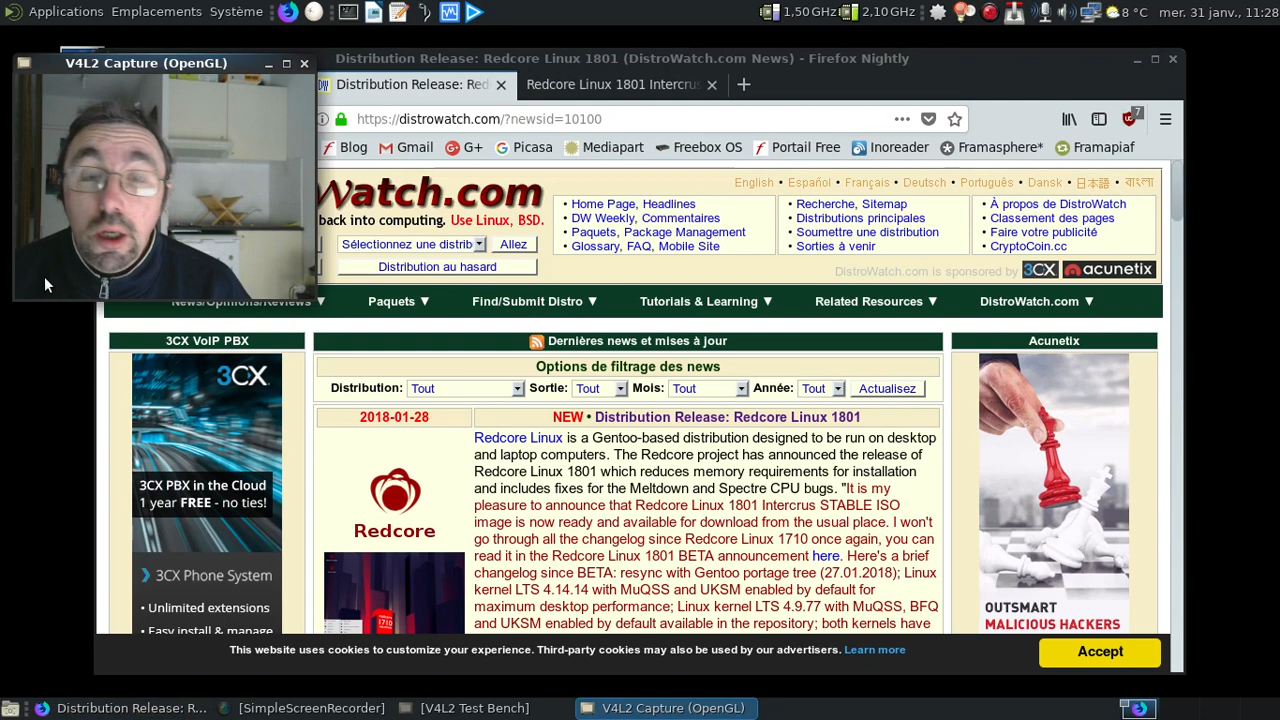 Applications Emplacements Système
1,50 GHz 2,10 GHz 8 °C mer. 31 janv., 11:28
V4L2 Capture (OpenGL)
Distribution Release: Redcore Linux 1801 (DistroWatch.com News) - Firefox Nightly
Distribution Release: Red
Redcore Linux 1801 Intercrus
https://distrowatch.com/?newsid=10100
7
Blog Gmail G+ Picasa Mediapart Freebox OS Portail Free Inoreader Framasphere* Framapiaf
Watch.com
back into computing. Use Linux, BSD.
Sélectionnez une distrib Allez
Distribution au hasard
English • Español • Français • Deutsch • Português • Dansk • 日本語 • বাংলা
• Home Page, Headlines
• DW Weekly, Commentaires
• Paquets, Package Management
• Glossary, FAQ, Mobile Site
• Recherche, Sitemap
• Distributions principales
• Soumettre une distribution
• Sorties à venir
• À propos de DistroWatch
• Classement des pages
• Faire votre publicité
• CryptoCoin.cc
DistroWatch.com is sponsored by 3CX acunetix
News/Opinions/Reviews ▼ Paquets ▼ Find/Submit Distro ▼ Tutorials & Learning ▼ Related Resources ▼ DistroWatch.com ▼
3CX VoIP PBX
3CX
3CX PBX in the Cloud
1 year FREE - no ties!
3CX Phone System
• Unlimited extensions
• Easy install & manage
Dernières news et mises à jour
Options de filtrage des news
Distribution: Tout Sortie: Tout Mois: Tout Année: Tout Actualisez
2018-01-28
NEW • Distribution Release: Redcore Linux 1801
Redcore
1710
Redcore Linux is a Gentoo-based distribution designed to be run on desktop
and laptop computers. The Redcore project has announced the release of
Redcore Linux 1801 which reduces memory requirements for installation
and includes fixes for the Meltdown and Spectre CPU bugs. "It is my
pleasure to announce that Redcore Linux 1801 Intercrus STABLE ISO
image is now ready and available for download from the usual place. I won't
go through all the changelog since Redcore Linux 1710 once again, you can
read it in the Redcore Linux 1801 BETA announcement here. Here's a brief
changelog since BETA: resync with Gentoo portage tree (27.01.2018); Linux
kernel LTS 4.14.14 with MuQSS and UKSM enabled by default for
maximum desktop performance; Linux kernel LTS 4.9.77 with MuQSS, BFQ
and UKSM enabled by default available in the repository; both kernels have
Acunetix
OUTSMART
MALICIOUS HACKERS
This website uses cookies to customize your experience. Third-party cookies may also be used by our advertisers. Learn more
Accept
Distribution Release: R...
[SimpleScreenRecorder]
[V4L2 Test Bench]
V4L2 Capture (OpenGL)